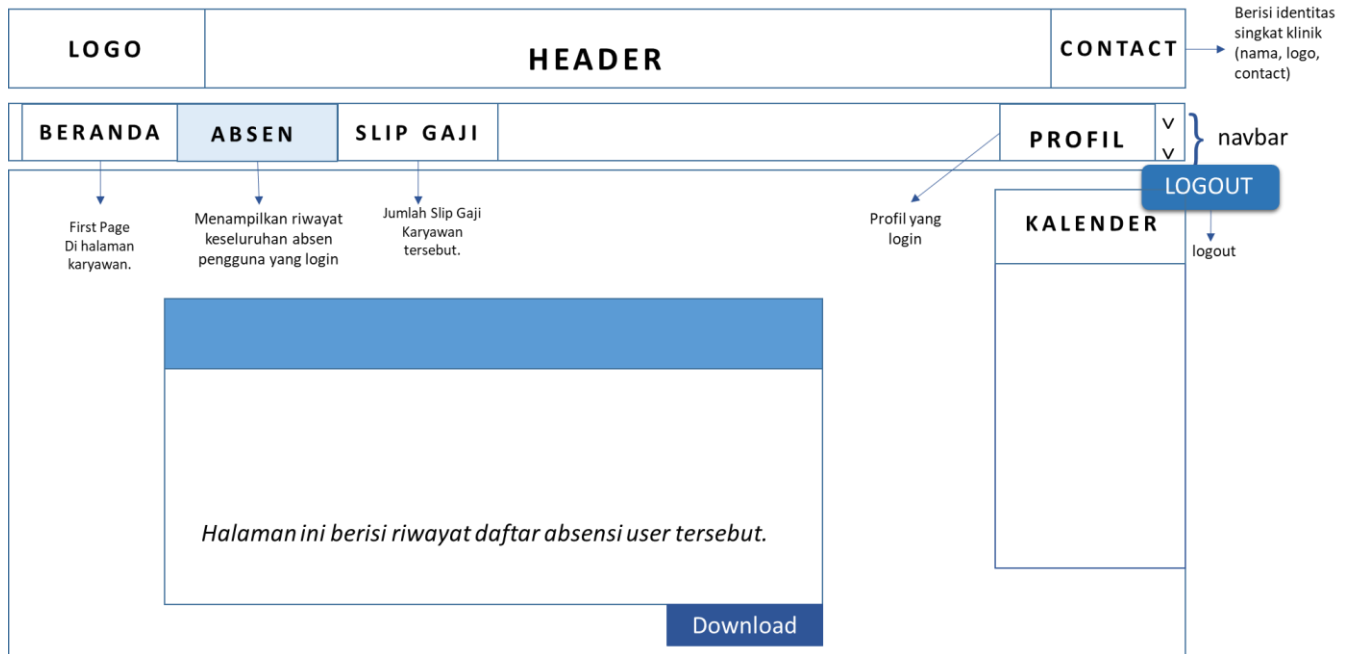 LOGO
HEADER
CONTACT
Berisi identitas
singkat klinik
(nama, logo,
contact)
BERANDA
ABSEN
SLIP GAJI
PROFIL
v
v
navbar
LOGOUT
First Page
Di halaman
karyawan.
Menampilkan riwayat
keseluruhan absen
pengguna yang login
Jumlah Slip Gaji
Karyawan
tersebut.
Profil yang
login
KALENDER
logout
Halaman ini berisi riwayat daftar absensi user tersebut.
Download